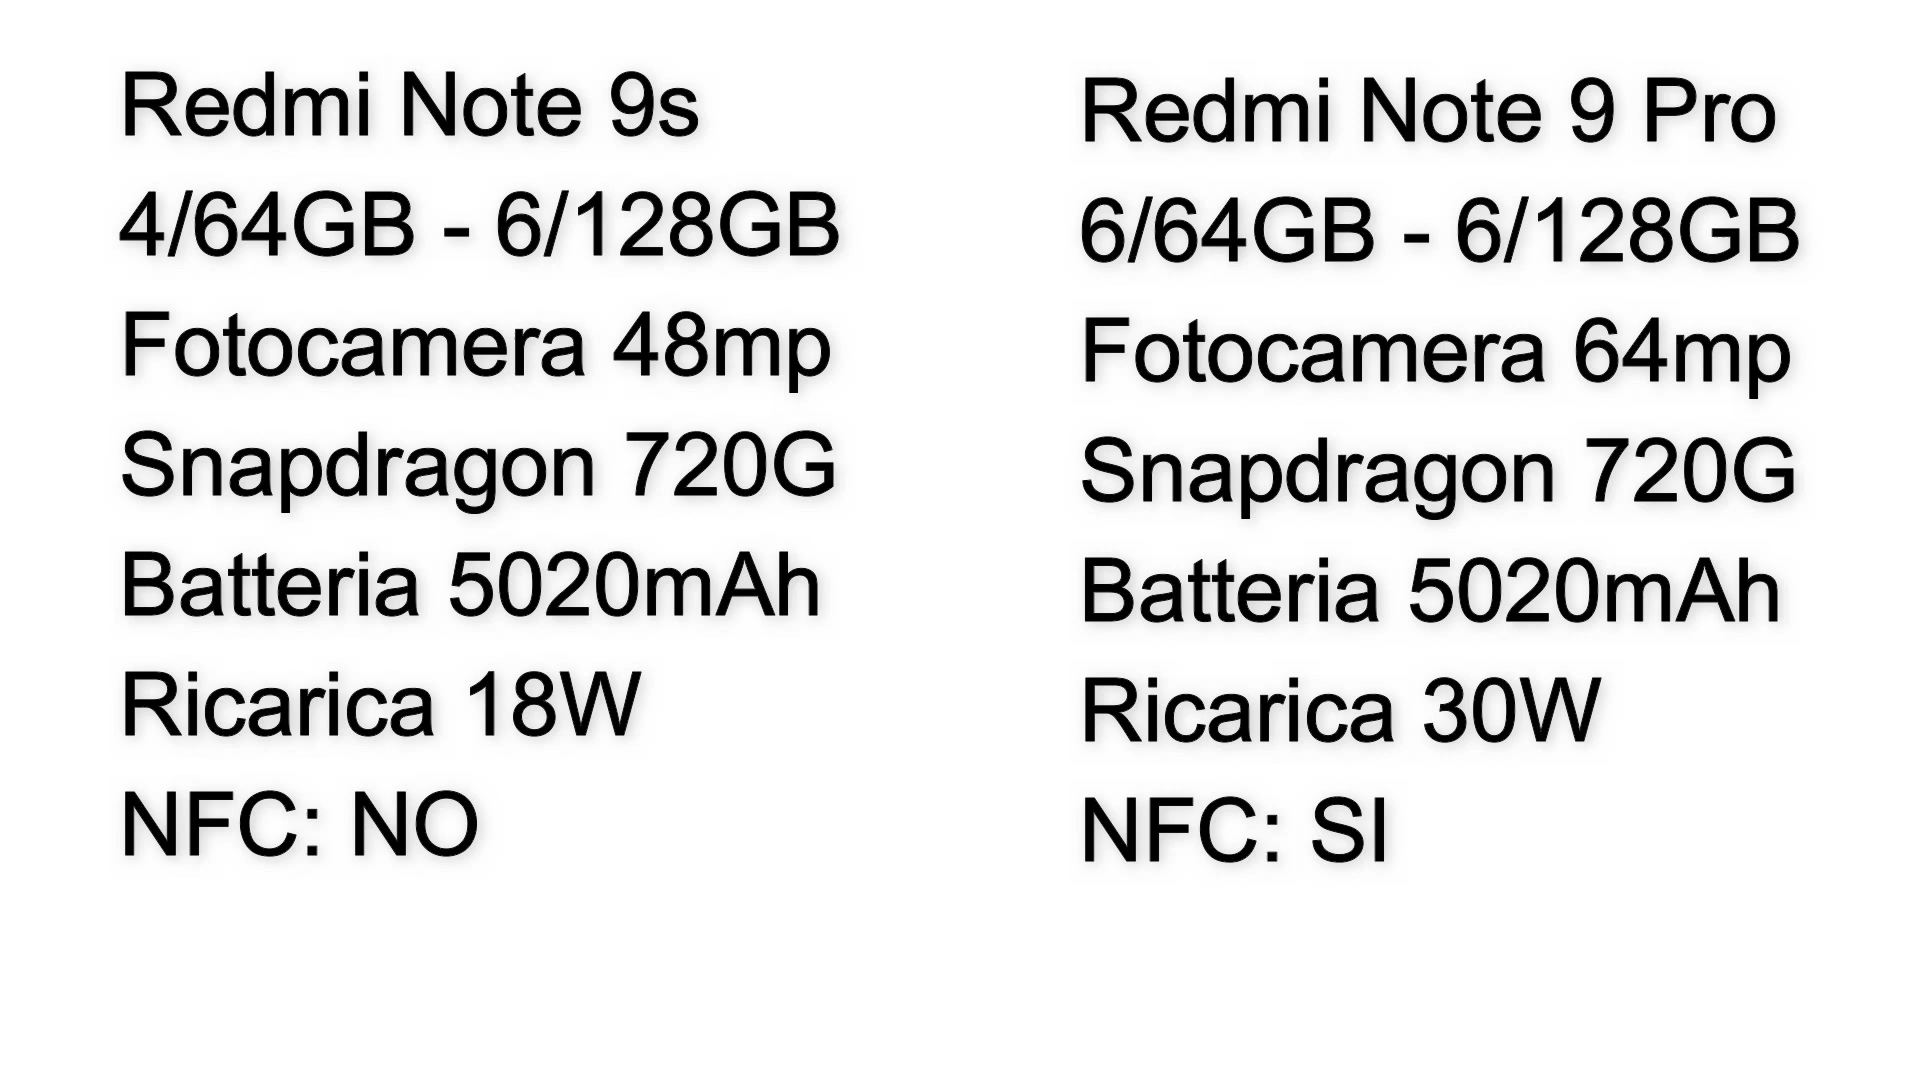 Redmi Note 9s
4/64GB - 6/128GB
Fotocamera 48mp
Snapdragon 720G
Batteria 5020mAh
Ricarica 18W
NFC: NO
Redmi Note 9 Pro
6/64GB - 6/128GB
Fotocamera 64mp
Snapdragon 720G
Batteria 5020mAh
Ricarica 30W
NFC: SI